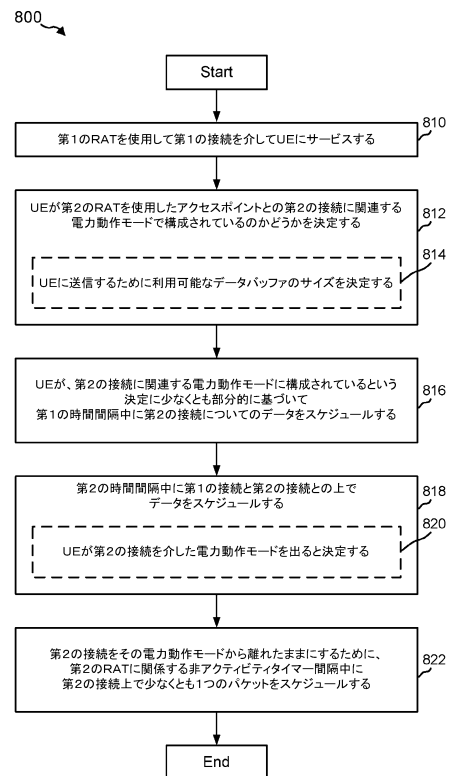 800
Start
第1のRATを使用して第1の接続を介してUEにサービスする
810
UEが第2のRATを使用したアクセスポイントとの第2の接続に関連する
電力動作モードで構成されているのかどうかを決定する
812
UEに送信するために利用可能なデータバッファのサイズを決定する
814
UEが、第2の接続に関連する電力動作モードに構成されているという
決定に少なくとも部分的に基づいて
第1の時間間隔中に第2の接続についてのデータをスケジュールする
816
第2の時間間隔中に第1の接続と第2の接続との上で
データをスケジュールする
818
UEが第2の接続を介した電力動作モードを出ると決定する
820
第2の接続をその電力動作モードから離れたままにするために、
第2のRATに関係する非アクティビティタイマー間隔中に
第2の接続上で少なくとも1つのパケットをスケジュールする
822
End